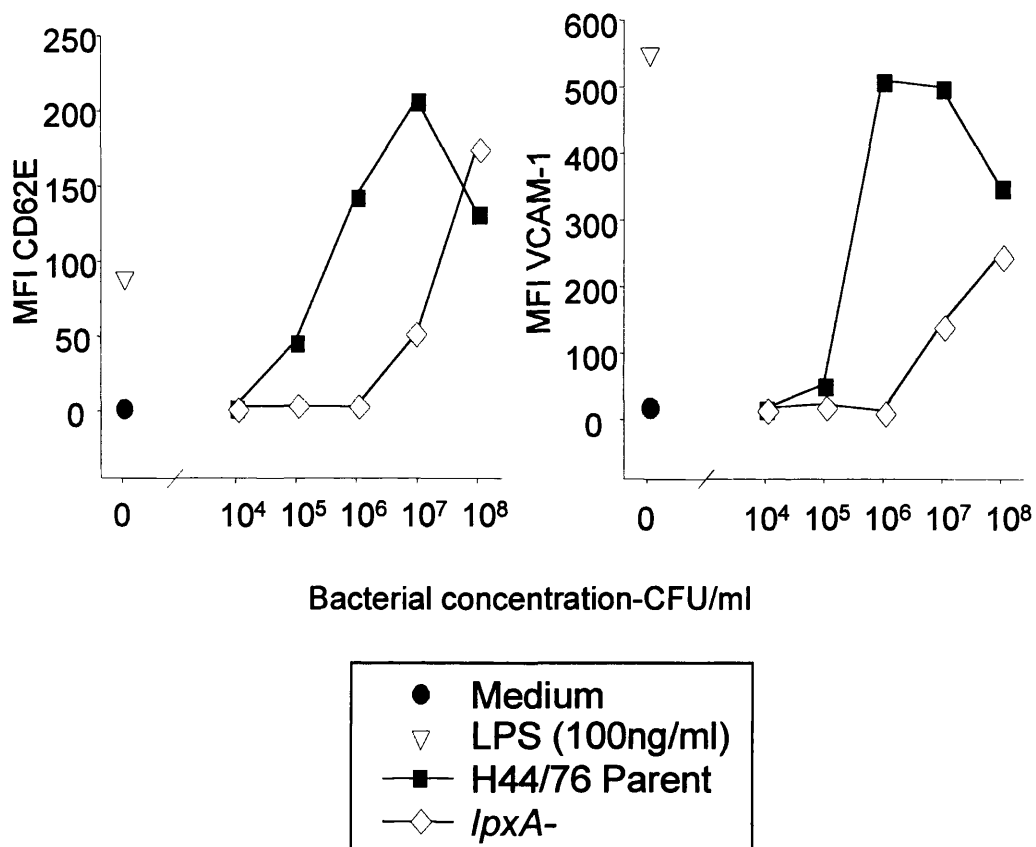 MFI CD62E
250
200
150
100
50
0
0 10⁴ 10⁵ 10⁶ 10⁷ 10⁸
MFI VCAM-1
600
500
400
300
200
100
0
0 10⁴ 10⁵ 10⁶ 10⁷ 10⁸
Bacterial concentration-CFU/ml
Medium
LPS (100ng/ml)
H44/76 Parent
lpxA-